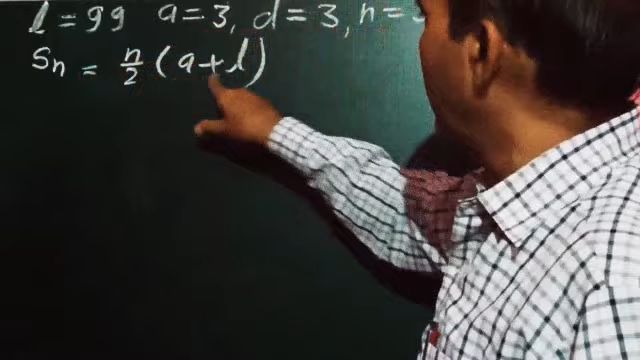 l = 99 a = 3, d = 3, n =
Sn = n/2 (a+l)